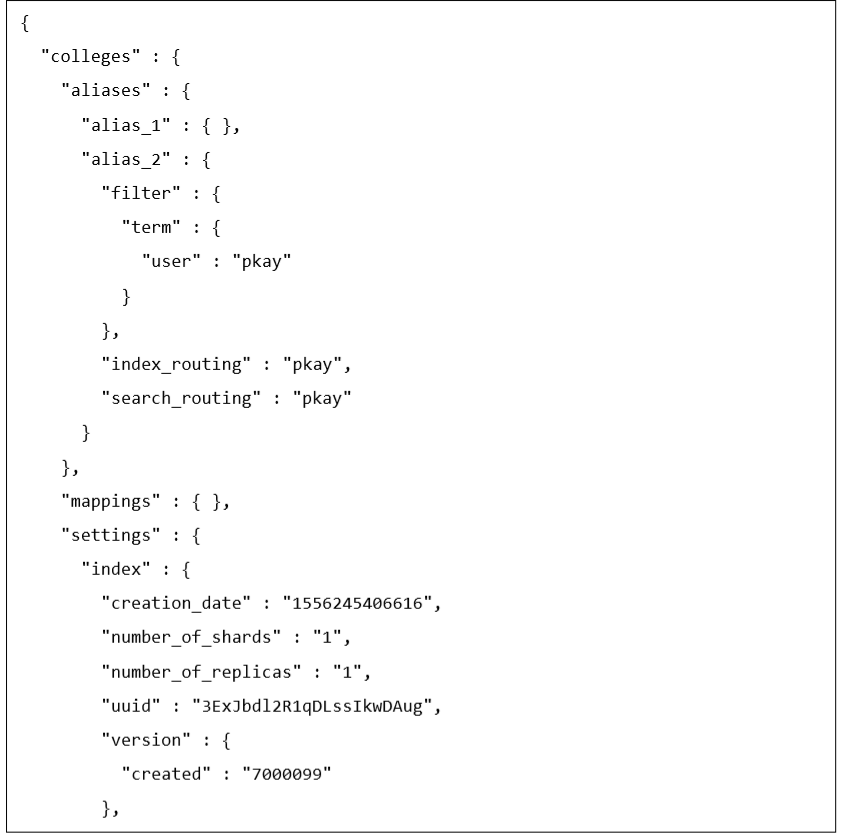 {
  "colleges" : {
    "aliases" : {
      "alias_1" : { },
      "alias_2" : {
        "filter" : {
          "term" : {
            "user" : "pkay"
          }
        },
        "index_routing" : "pkay",
        "search_routing" : "pkay"
      }
    },
    "mappings" : { },
    "settings" : {
      "index" : {
        "creation_date" : "1556245406616",
        "number_of_shards" : "1",
        "number_of_replicas" : "1",
        "uuid" : "3ExJbdl2R1qDLssIkwDAug",
        "version" : {
          "created" : "7000099"
        },